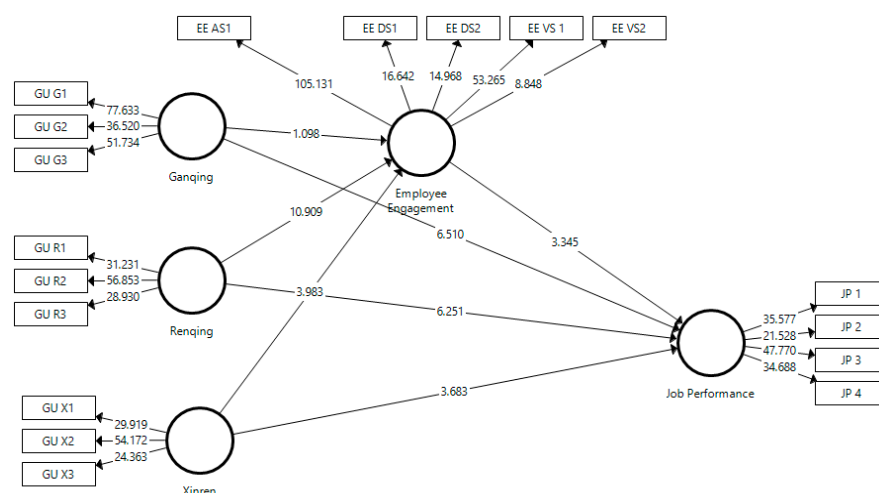 EE AS1
EE DS1
EE DS2
EE VS 1
EE VS2
105.131
16.642
14.968
53.265
8.848
GU G1
GU G2
GU G3
77.633
36.520
51.734
Ganqing
1.098
Employee
Engagement
10.909
6.510
3.345
GU R1
GU R2
GU R3
31.231
56.853
28.930
Renqing
3.983
6.251
JP 1
JP 2
JP 3
JP 4
35.577
21.528
47.770
34.688
Job Performance
3.683
GU X1
GU X2
GU X3
29.919
54.172
24.363
Xinren